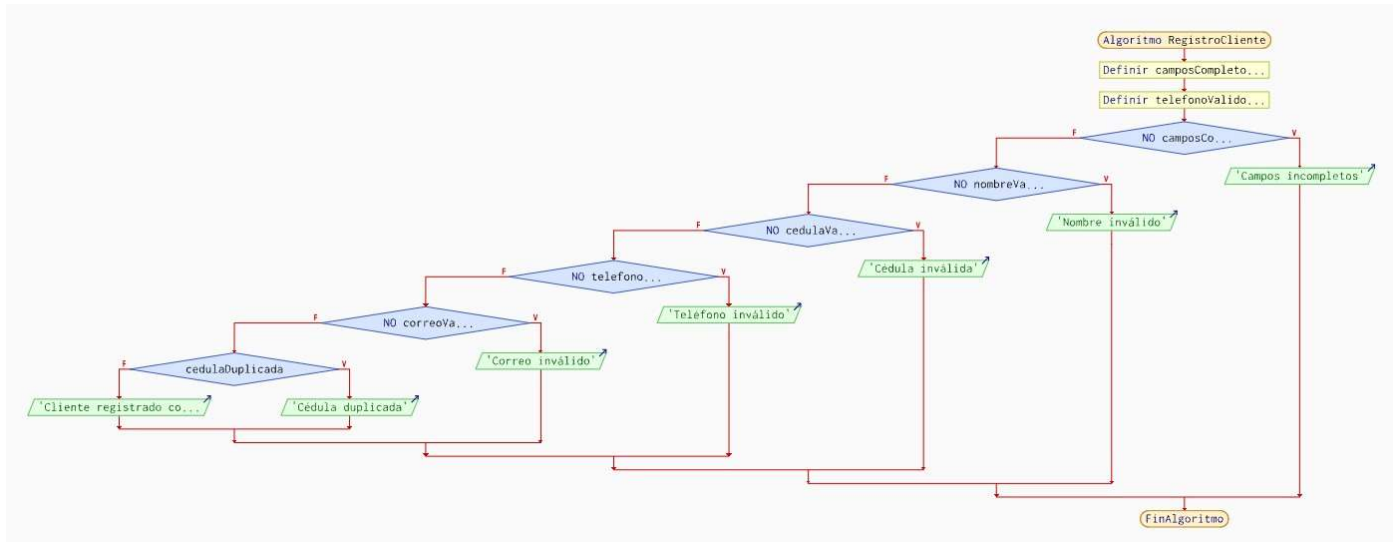 Algoritmo RegistroCliente
Definir camposCompleto...
Definir telefonoValido...
NO camposCo...
F
V
'Campos incompletos'
NO nombreVa...
F
V
'Nombre inválido'
NO cedulaVa...
F
V
'Cédula inválida'
NO telefono...
F
V
'Teléfono inválido'
NO correoVa...
F
V
'Correo inválido'
cedulaDuplicada
F
V
'Cliente registrado co...
'Cédula duplicada'
FinAlgoritmo